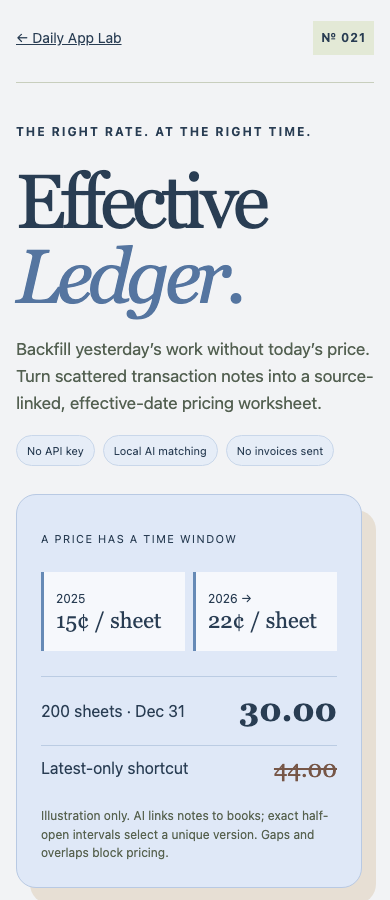 ← Daily App Lab
Nº 021
THE RIGHT RATE. AT THE RIGHT TIME.
Effective
Ledger.
Backfill yesterday’s work without today’s price.
Turn scattered transaction notes into a source-
linked, effective-date pricing worksheet.
No API key
Local AI matching
No invoices sent
A PRICE HAS A TIME WINDOW
2025
15¢ / sheet
2026 →
22¢ / sheet
200 sheets · Dec 31
30.00
Latest-only shortcut
44.00
Illustration only. AI links notes to books; exact half-
open intervals select a unique version. Gaps and
overlaps block pricing.